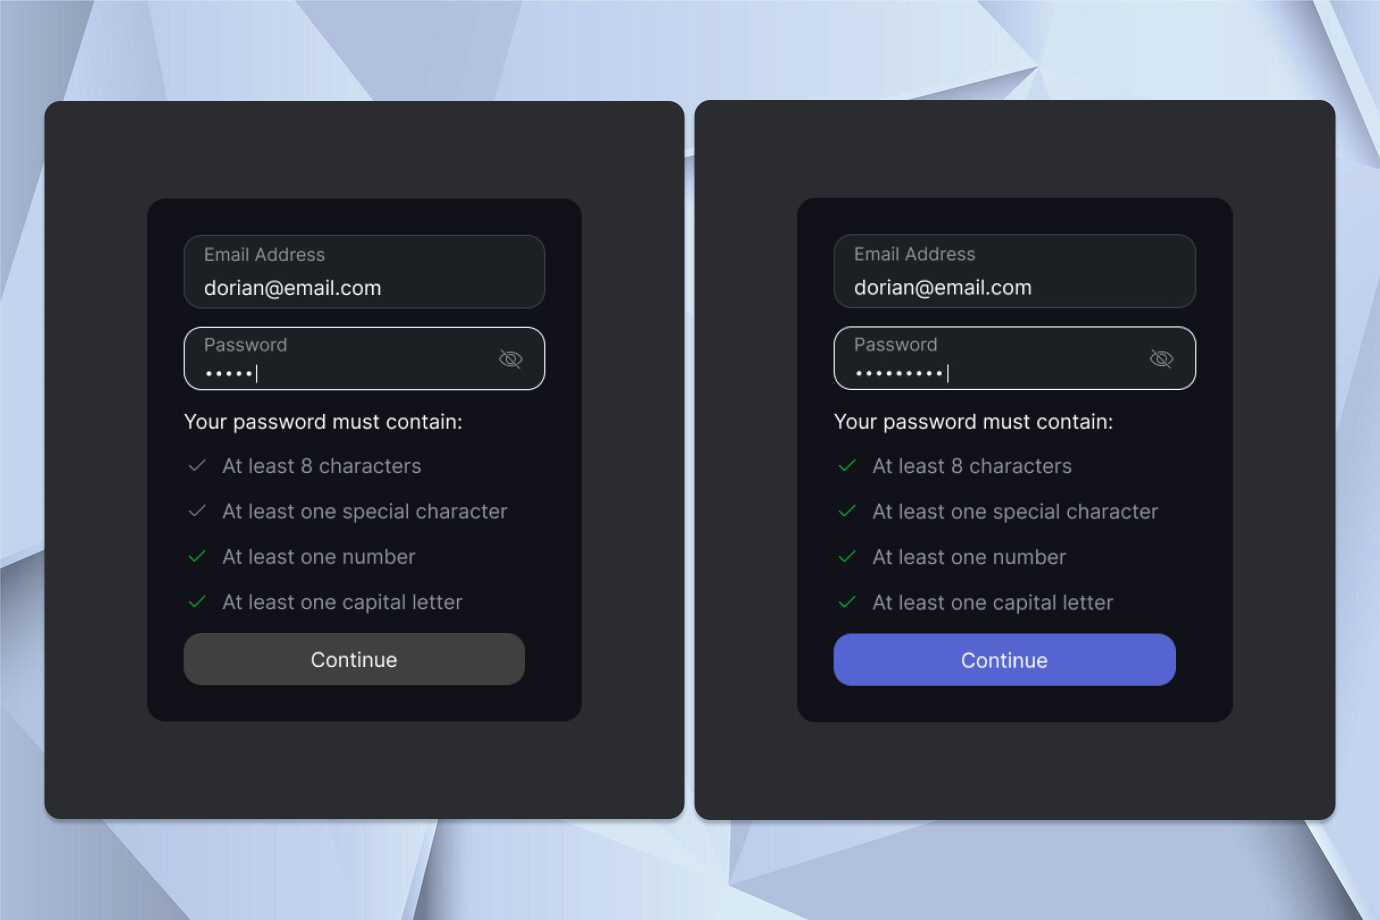 Email Address
dorian@email.com
Password
•••••
Your password must contain:
At least 8 characters
At least one special character
At least one number
At least one capital letter
Continue
Email Address
dorian@email.com
Password
•••••••••
Your password must contain:
At least 8 characters
At least one special character
At least one number
At least one capital letter
Continue